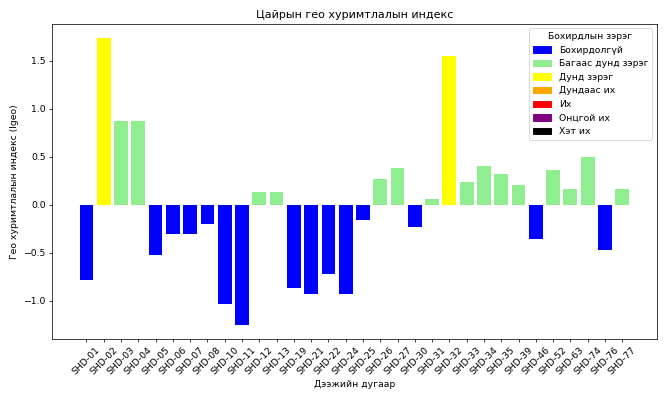 Цайрын гео хуримтлалын индекс
Бохирдлын зэрэг
Бохирдолгүй
Багаас дунд зэрэг
Дунд зэрэг
Дундаас их
Их
Онцгой их
Хэт их
Гео хуримтлалын индекс (Igeo)
1.5
1.0
0.5
0.0
−0.5
−1.0
SHD-01
SHD-02
SHD-03
SHD-04
SHD-05
SHD-06
SHD-07
SHD-08
SHD-10
SHD-11
SHD-12
SHD-13
SHD-19
SHD-21
SHD-22
SHD-24
SHD-25
SHD-26
SHD-27
SHD-30
SHD-31
SHD-32
SHD-33
SHD-34
SHD-35
SHD-39
SHD-46
SHD-52
SHD-63
SHD-74
SHD-76
SHD-77
Дээжийн дугаар